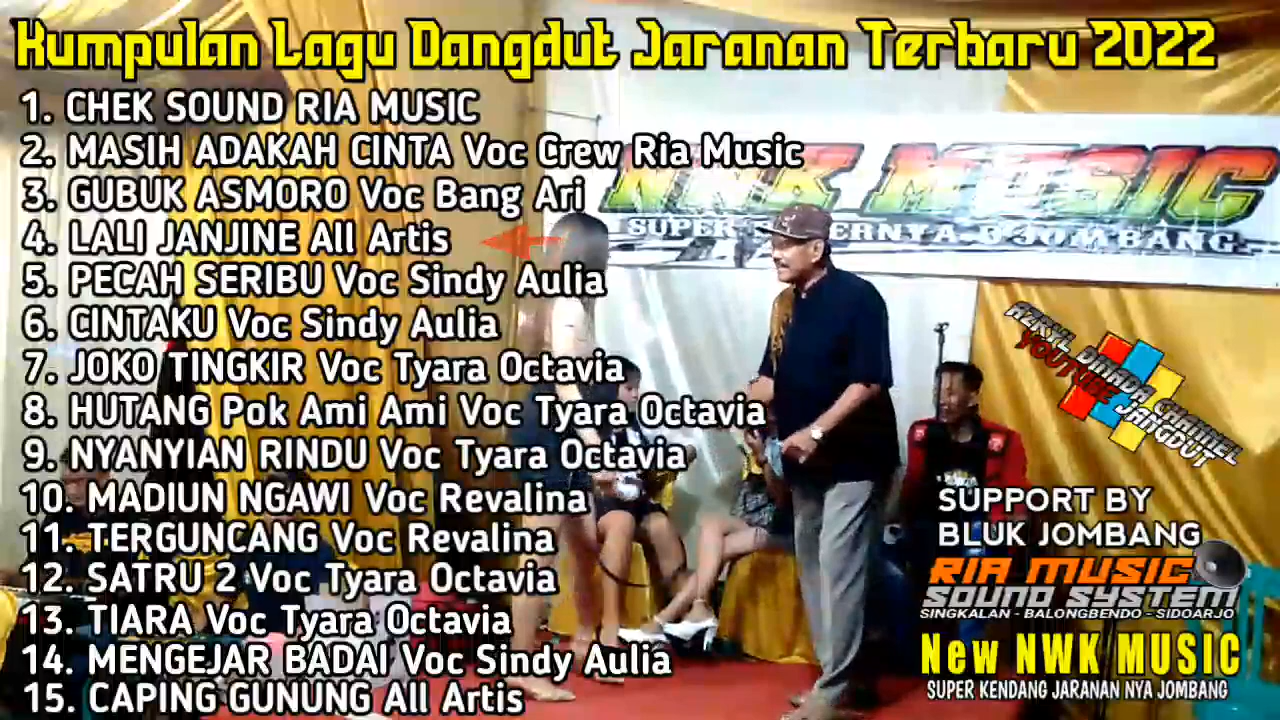 Kumpulan Lagu Dangdut Jaranan Terbaru 2022
1. CHEK SOUND RIA MUSIC
2. MASIH ADAKAH CINTA Voc Crew Ria Music
3. GUBUK ASMORO Voc Bang Ari
4. LALI JANJINE All Artis
5. PECAH SERIBU Voc Sindy Aulia
6. CINTAKU Voc Sindy Aulia
7. JOKO TINGKIR Voc Tyara Octavia
8. HUTANG Pok Ami Ami Voc Tyara Octavia
9. NYANYIAN RINDU Voc Tyara Octavia
10. MADIUN NGAWI Voc Revalina
11. TERGUNCANG Voc Revalina
12. SATRU 2 Voc Tyara Octavia
13. TIARA Voc Tyara Octavia
14. MENGEJAR BADAI Voc Sindy Aulia
15. CAPING GUNUNG All Artis
NWK MUSIC
SUPER JOMBANG
AZRYL DMADA CHANNEL
YOUTUBE JANGDUT
SUPPORT BY
BLUK JOMBANG
RIA MUSIC
SOUND SYSTEM
SINGKALAN - BALONGBENDO - SIDOARJO
New NWK MUSIC
SUPER KENDANG JARANAN NYA JOMBANG